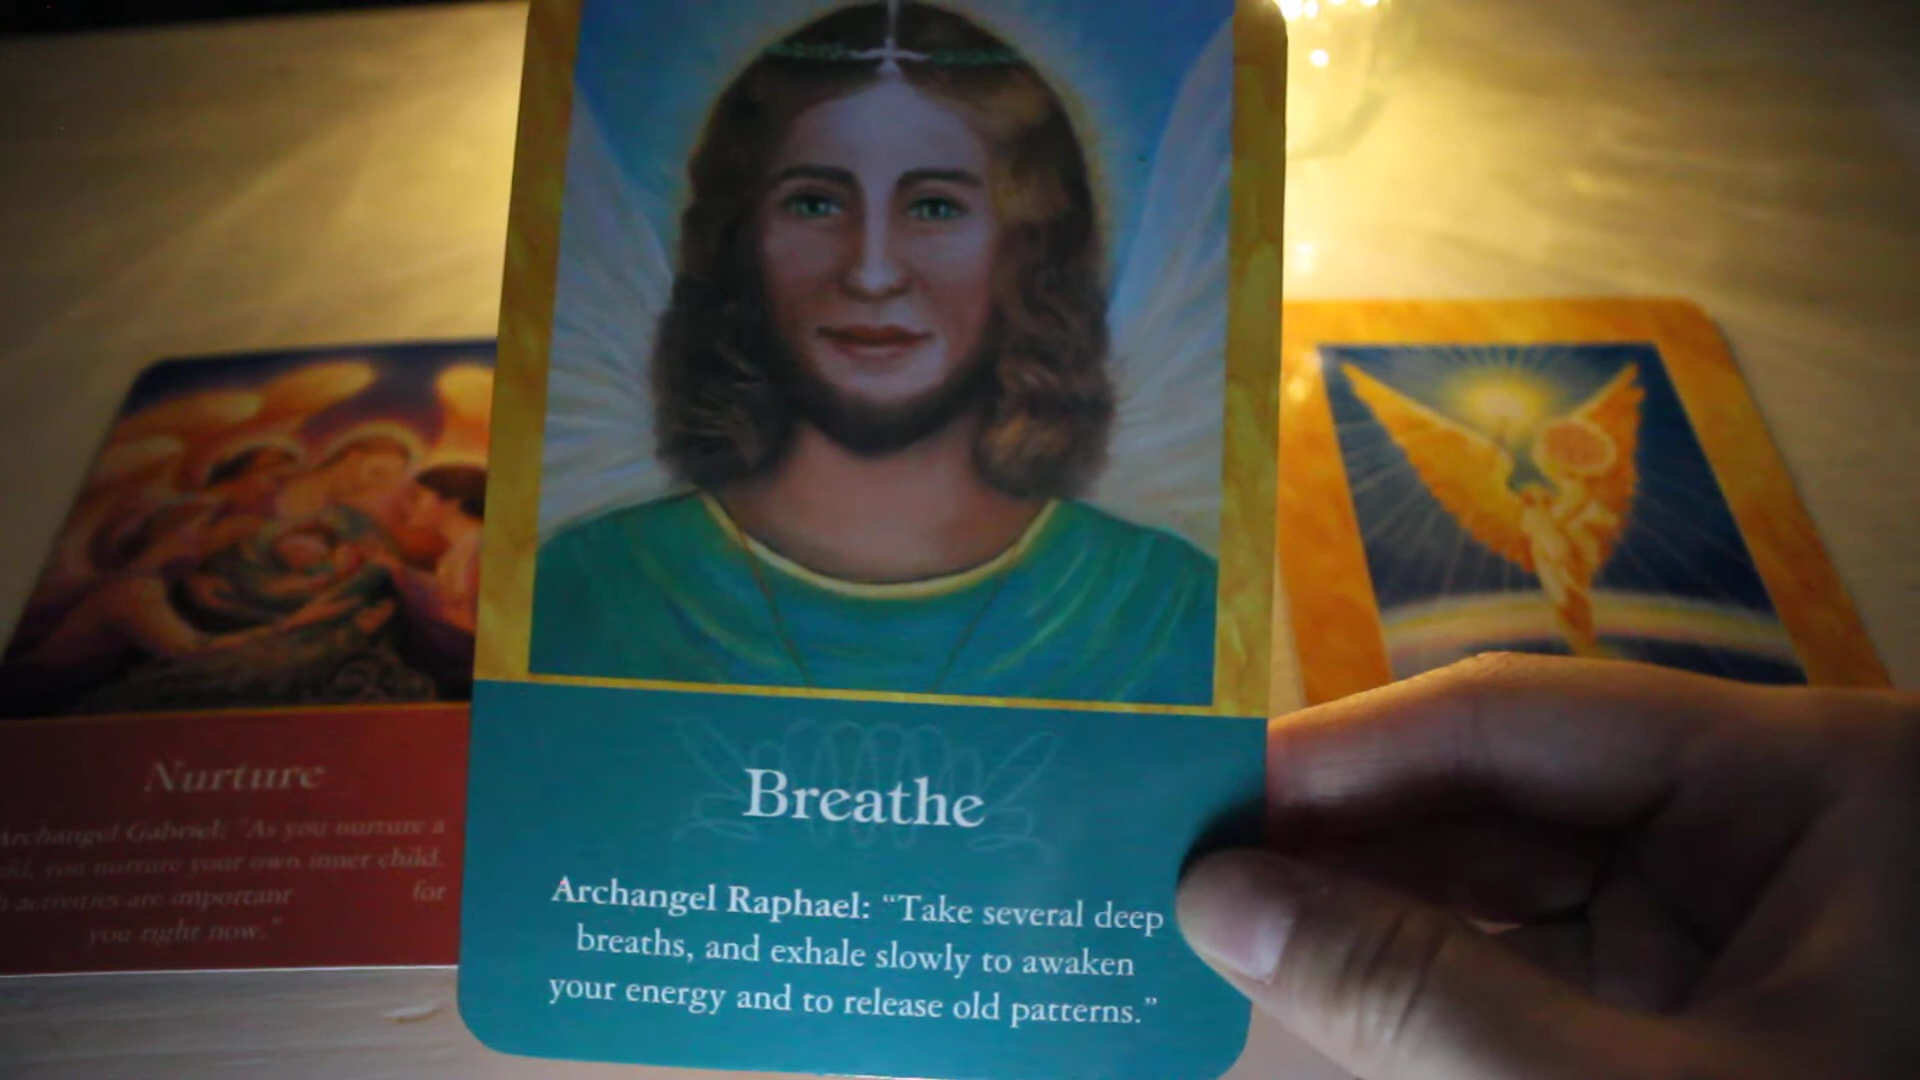 Nurture
Archangel Gabriel: "As you nurture a
you nurture your own inner child.
activities are important for
you right now."
Breathe
Archangel Raphael: “Take several deep
breaths, and exhale slowly to awaken
your energy and to release old patterns.”